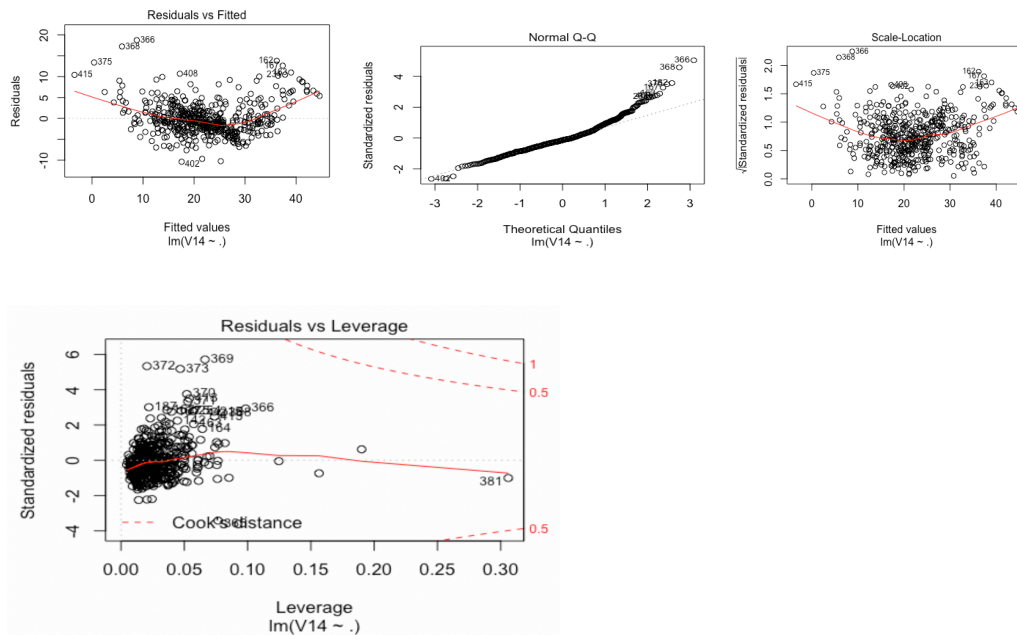 Residuals vs Fitted
Residuals
20
10
5
0
-10
366
368
375
415
408
402
162
167
0 10 20 30 40
Fitted values
lm(V14 ~ .)
Normal Q-Q
Standardized residuals
4
2
0
-2
366
368
-3 -2 -1 0 1 2 3
Theoretical Quantiles
lm(V14 ~ .)
Scale-Location
√|Standardized residuals|
2.0
1.5
1.0
0.5
0.0
366
368
375
415
162
167
0 10 20 30 40
Fitted values
lm(V14 ~ .)
Residuals vs Leverage
Standardized residuals
6
4
2
0
-2
-4
369
372
373
370
187
366
164
381
1
0.5
0.5
Cook's distance
0.00 0.05 0.10 0.15 0.20 0.25 0.30
Leverage
lm(V14 ~ .)